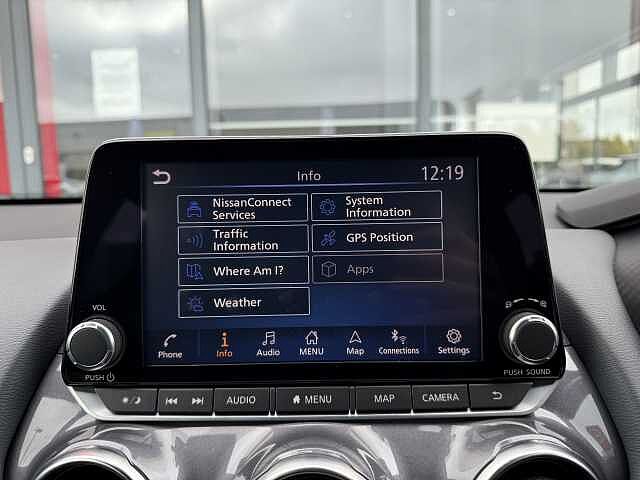 Info
12:19
NissanConnect
Services
System
Information
Traffic
Information
GPS Position
Where Am I?
Apps
Weather
Phone
Info
Audio
MENU
Map
Connections
Settings
VOL
PUSH
PUSH SOUND
AUDIO
MENU
MAP
CAMERA